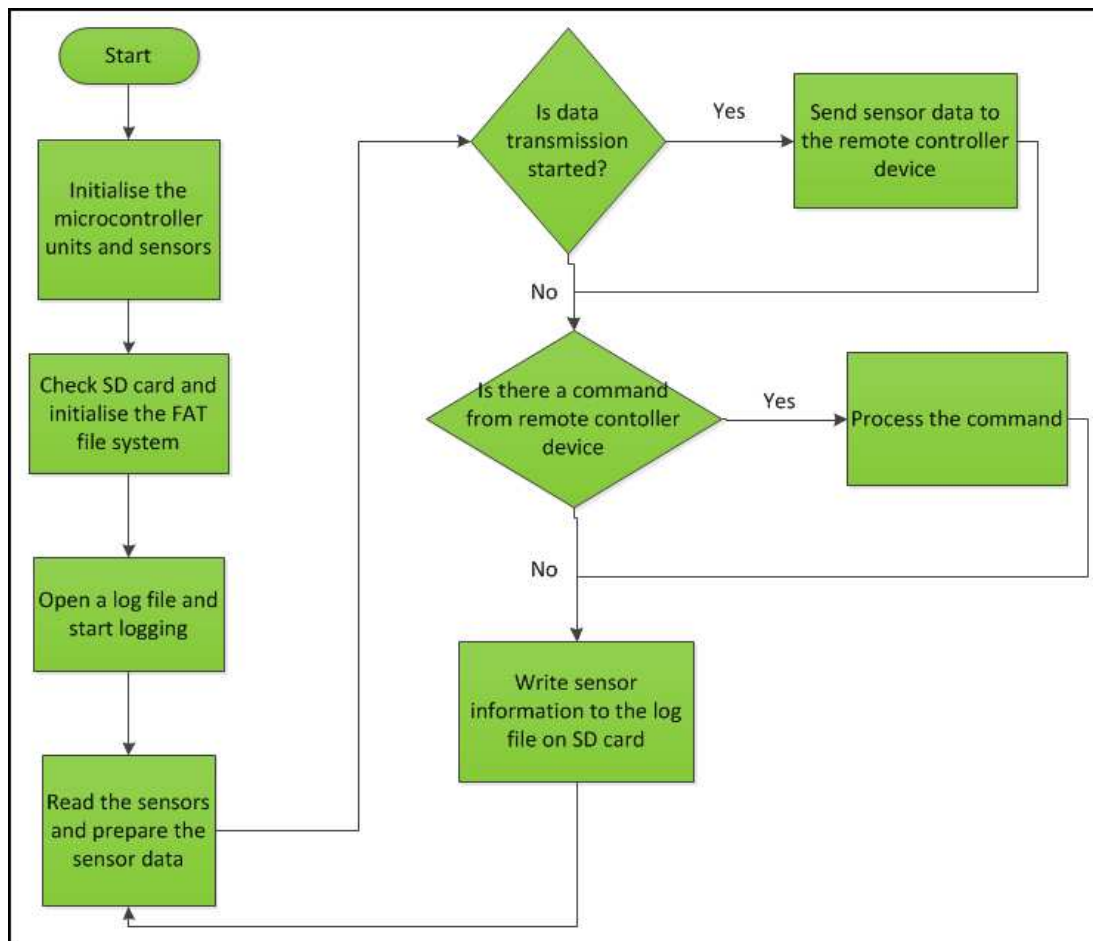 Start
Initialise the
microcontroller
units and sensors
Check SD card and
initialise the FAT
file system
Open a log file and
start logging
Read the sensors
and prepare the
sensor data
Is data
transmission
started?
Yes
Send sensor data to
the remote controller
device
No
Is there a command
from remote contoller
device
Yes
Process the command
No
Write sensor
information to the log
file on SD card